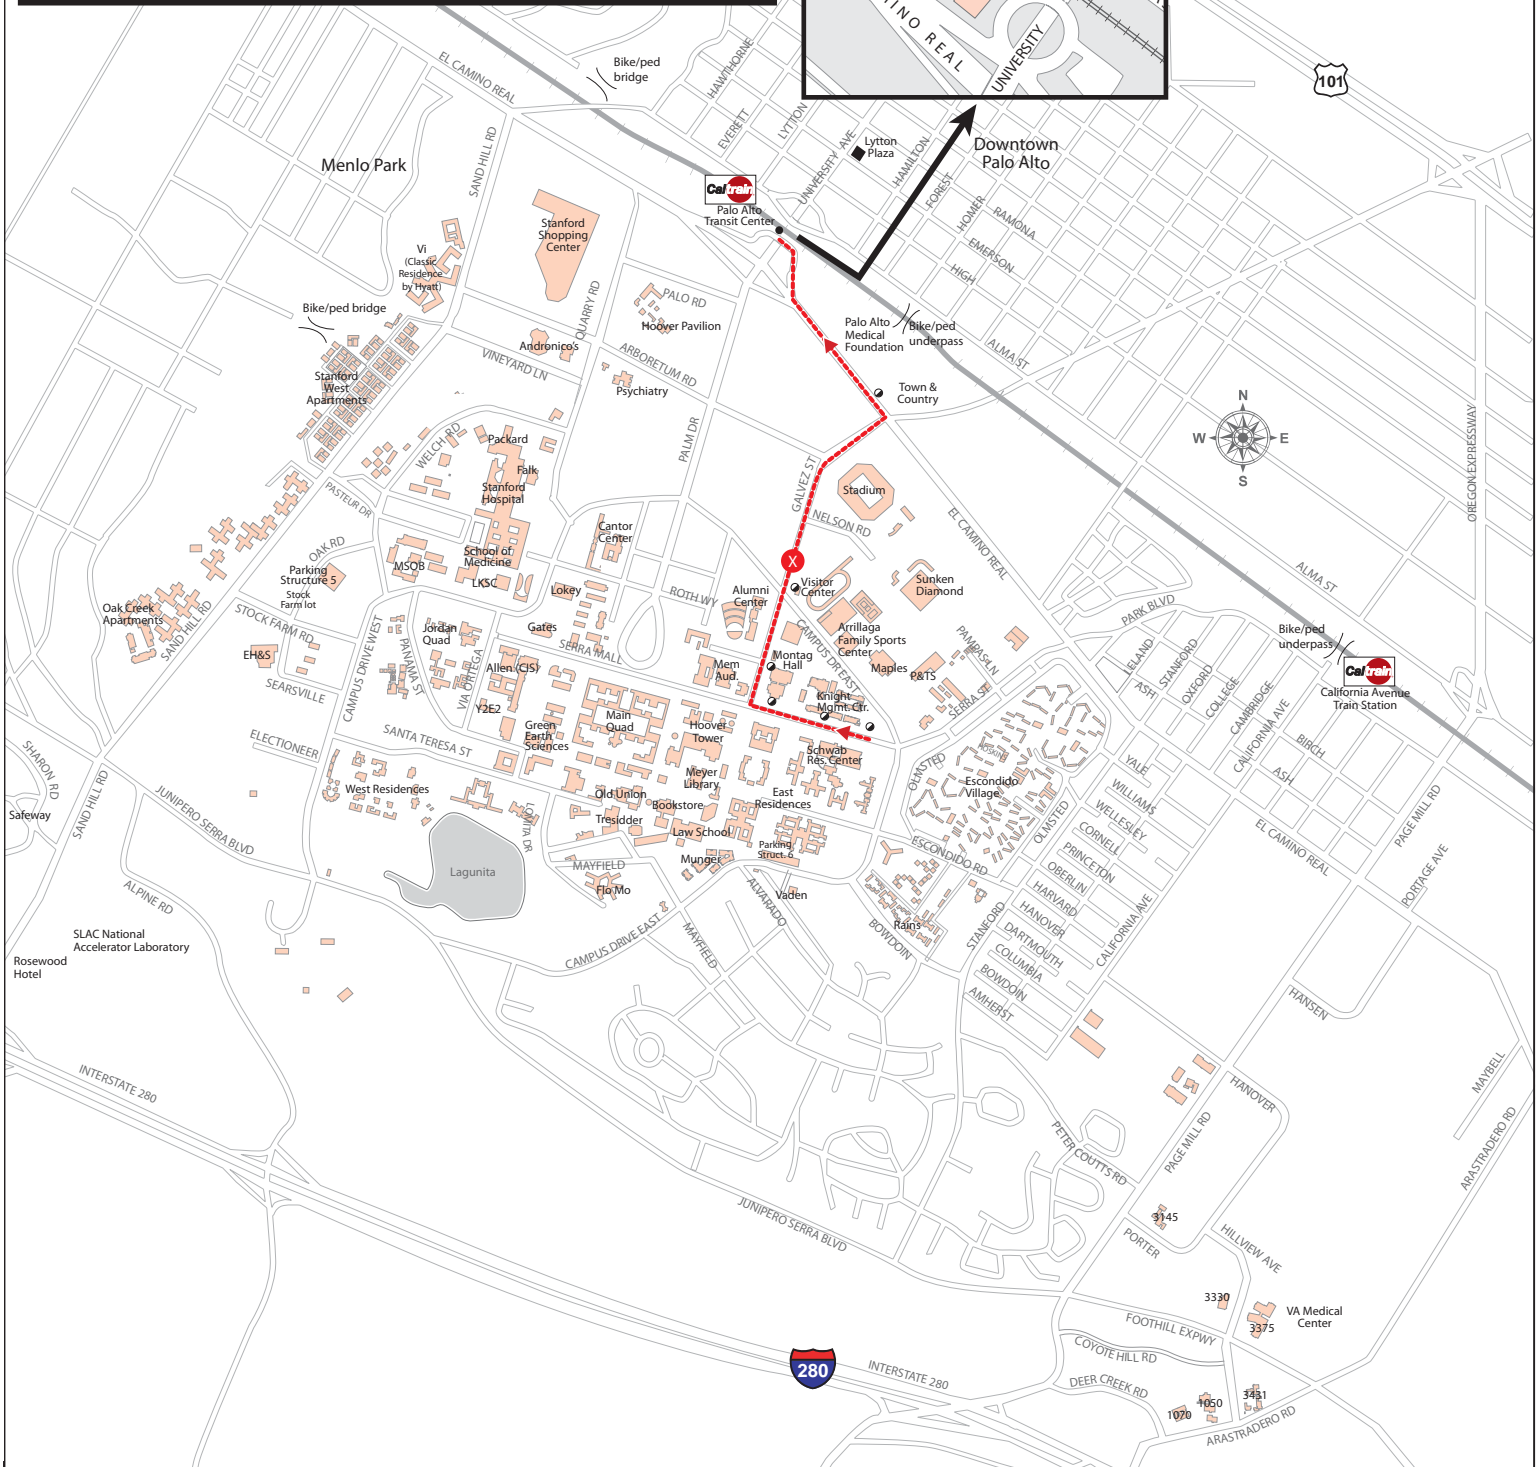 INO REAL
UNIVERSITY
101
EL CAMINO REAL
Bike/ped
bridge
HAWTHORNE
EVERETT
LYTTON
UNIVERSITY AVE
Lytton
Plaza
HAMILTON
Downtown
Palo Alto
FOREST
HOMER
RAMONA
EMERSON
HIGH
Menlo Park
SAND HILL RD
Caltrain
Palo Alto
Transit Center
Stanford
Shopping
Center
Vi
(Classic
Residence
by Hyatt)
Bike/ped bridge
QUARRY RD
PALO RD
Hoover Pavilion
Andronico's
VINEYARD LN
ARBORETUM RD
Psychiatry
Palo Alto
Medical
Foundation
Bike/ped
underpass
ALMA ST
Town &
Country
N
W
E
S
OREGON EXPRESSWAY
Stanford
West
Apartments
WELCH RD
Packard
Falk
Stanford
Hospital
PALM DR
GALVEZ ST
Stadium
NELSON RD
EL CAMINO REAL
PASTEUR DR
Cantor
Center
School of
Medicine
OAK RD
MSOB
LKSC
Parking
Structure 5
Stock
Farm lot
Lokey
ROTH WY
Alumni
Center
X
Visitor
Center
Sunken
Diamond
ALMA ST
PARK BLVD
Bike/ped
underpass
Caltrain
California Avenue
Train Station
Oak Creek
Apartments
SAND HILL RD
STOCK FARM RD
EH&S
SEARSVILLE
CAMPUS DRIVE WEST
PANAMA ST
Jordan
Quad
VIA ORTEGA
Gates
SERRA MALL
Allen (CIS)
Mem
Aud.
Montag
Hall
CAMPUS DR EAST
Arrillaga
Family Sports
Center
Maples
P&TS
PAMPAS LN
SERRA ST
LELAND
ASH
STANFORD
OXFORD
COLLEGE
CAMBRIDGE
CALIFORNIA AVE
BIRCH
ASH
Y2E2
Main
Quad
Green
Earth
Sciences
Hoover
Tower
Knight
Mgmt. Ctr.
Schwab
Res. Center
ELECTIONEER
SANTA TERESA ST
SHARON RD
Safeway
SAND HILL RD
JUNIPERO SERRA BLVD
West Residences
Meyer
Library
Old Union
Bookstore
Tresidder
Law School
East
Residences
OLMSTED
HOSKINS
Escondido
Village
OLMSTED
YALE
WILLIAMS
WELLESLEY
CORNELL
PRINCETON
OBERLIN
HARVARD
HANOVER
DARTMOUTH
COLUMBIA
BOWDOIN
AMHERST
EL CAMINO REAL
PAGE MILL RD
PORTAGE AVE
LOMITA DR
Lagunita
MAYFIELD
Flo Mo
Munger
Parking
Struct. 6
Vaden
ALVARADO
ESCONDIDO RD
Rains
BOWDOIN
STANFORD
CALIFORNIA AVE
ALPINE RD
SLAC National
Accelerator Laboratory
Rosewood
Hotel
CAMPUS DRIVE EAST
MAYFIELD
HANSEN
INTERSTATE 280
HANOVER
MAYBELL
PETER COUTTS RD
PAGE MILL RD
ARASTRADERO RD
JUNIPERO SERRA BLVD
3145
PORTER
HILLVIEW AVE
3330
VA Medical
Center
3375
FOOTHILL EXPWY
COYOTE HILL RD
280
INTERSTATE 280
DEER CREEK RD
1070
1050
3431
ARASTRADERO RD